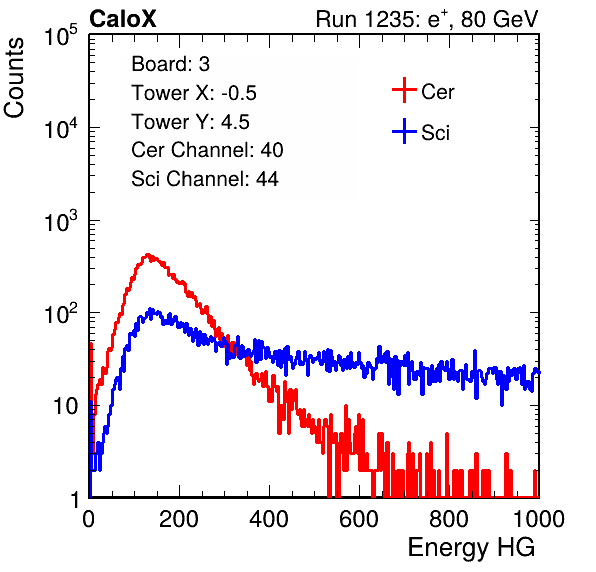 CaloX Run 1235: e⁺, 80 GeV
Counts
10⁵
10⁴
10³
10²
10
1
Board: 3
Tower X: -0.5
Tower Y: 4.5
Cer Channel: 40
Sci Channel: 44
Cer
Sci
0 200 400 600 800 1000
Energy HG